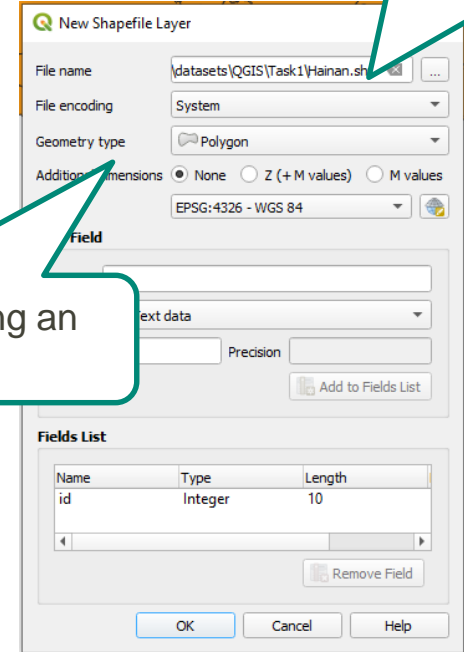 New Shapefile Layer
File name \datasets\QGIS\Task1\Hainan.sh ...
File encoding System
Geometry type Polygon
None Z (+ M values) M values
EPSG:4326 - WGS 84
Field
ng an
data
Precision
Add to Fields List
Fields List
Name Type Length
id Integer 10
Remove Field
OK Cancel Help